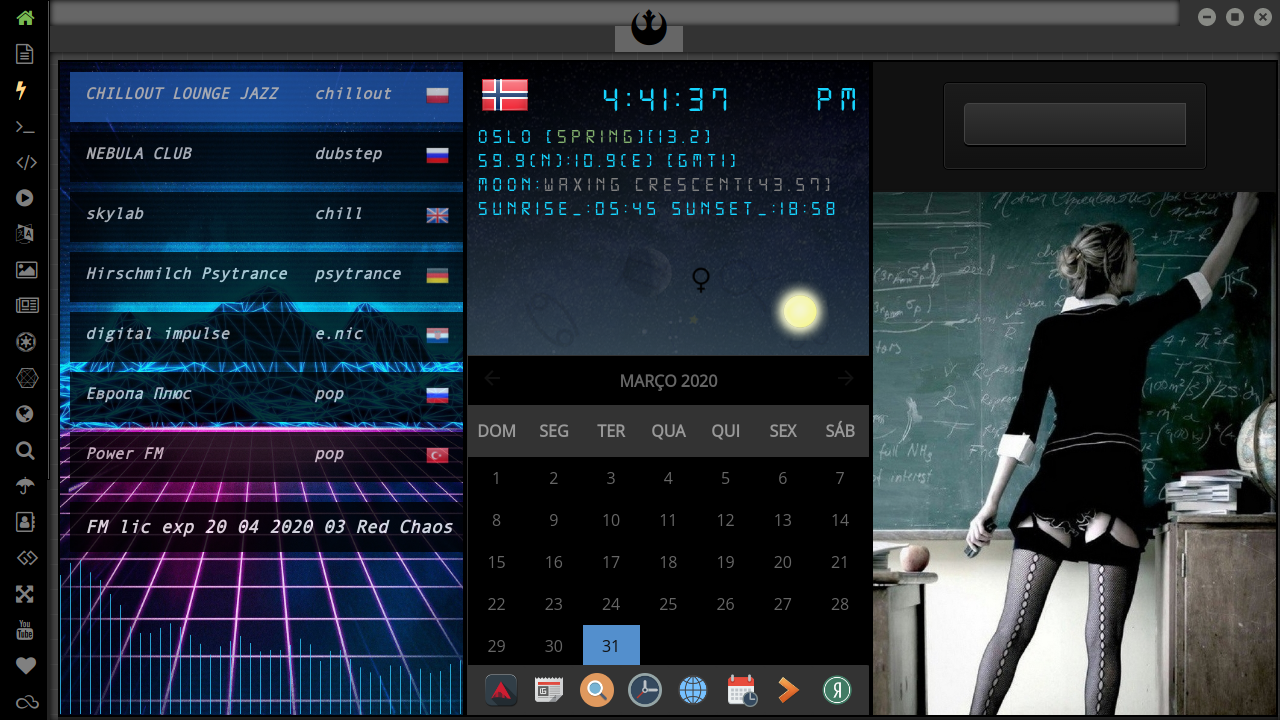 CHILLOUT LOUNGE JAZZ chillout
NEBULA CLUB dubstep
skylab chill
Hirschmilch Psytrance psytrance
digital impulse e.nic
Европа Плюс pop
Power FM pop
FM lic exp 20 04 2020 03 Red Chaos
4:41:37 PM
OSLO [SPRING][13.2]
59.9(N):10.9(E) [GMT1]
MOON:WAXING CRESCENT[43.57]
SUNRISE_:05:45 SUNSET_:18:58
MARÇO 2020
DOM SEG TER QUA QUI SEX SÁB
1 2 3 4 5 6 7
8 9 10 11 12 13 14
15 16 17 18 19 20 21
22 23 24 25 26 27 28
29 30 31
You
Tube
Я